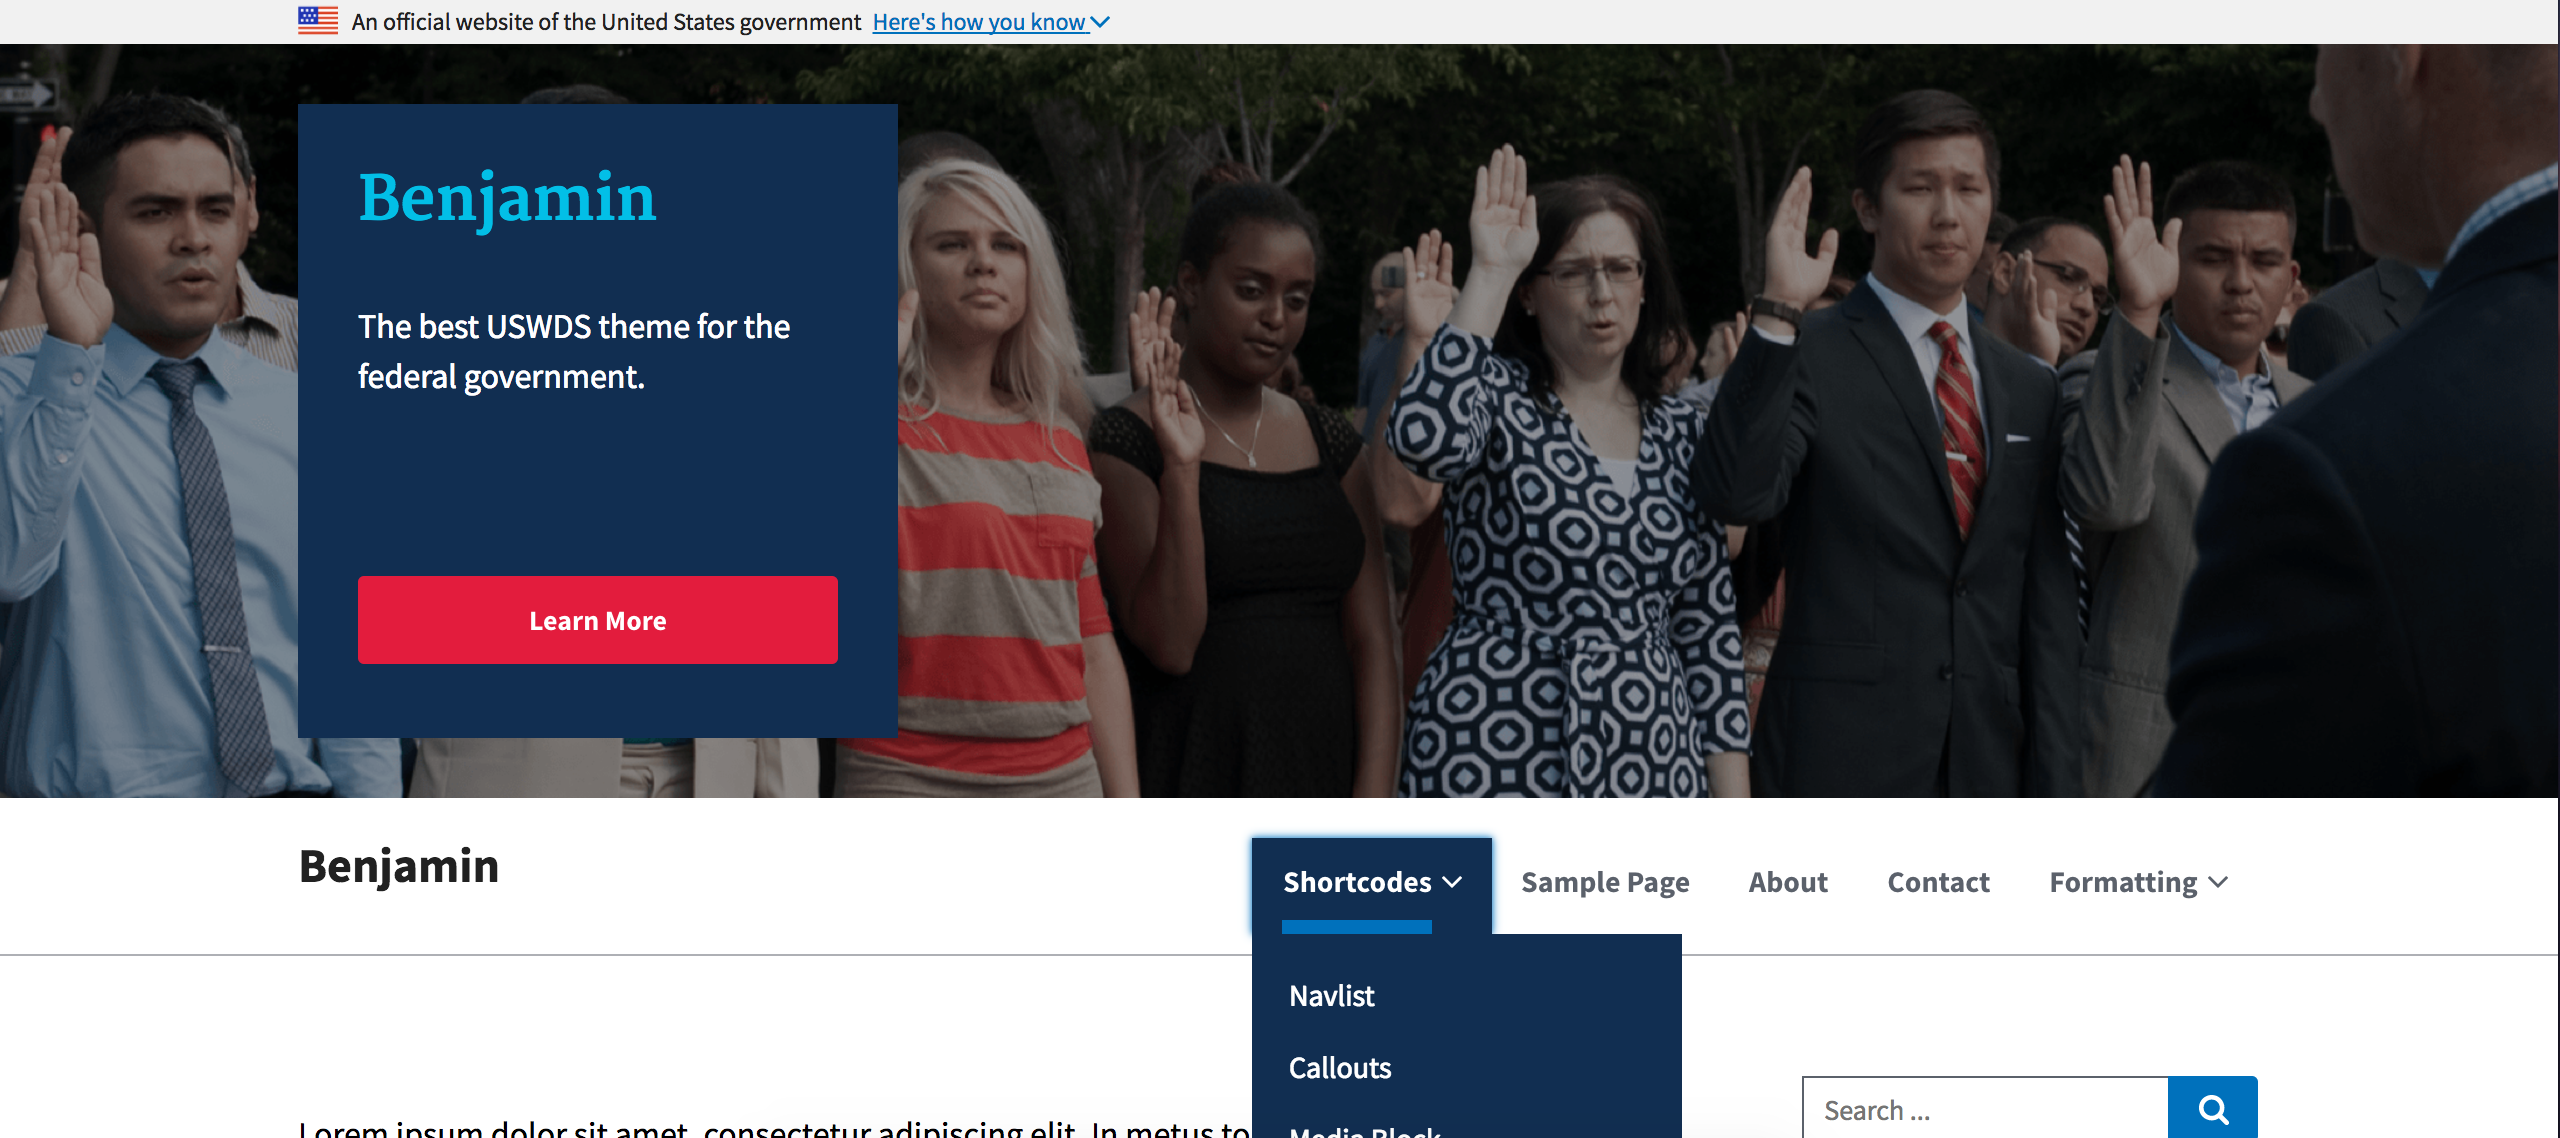 An official website of the United States government Here's how you know
Benjamin
The best USWDS theme for the
federal government.
Learn More
Benjamin
Shortcodes
Sample Page
About
Contact
Formatting
Navlist
Callouts
Media Block
Search ...
Lorem ipsum dolor sit amet, consectetur adipiscing elit. In metus to